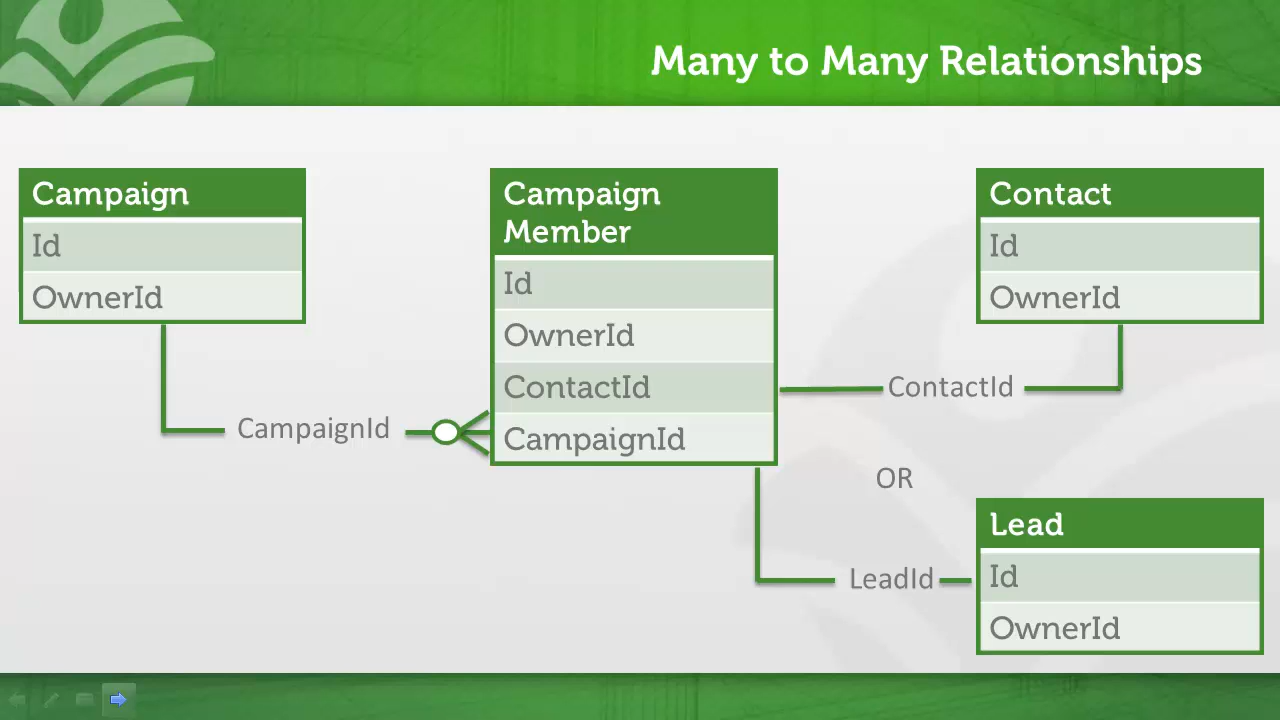 Many to Many Relationships
Campaign
Id
OwnerId
Campaign
Member
Id
OwnerId
ContactId
CampaignId
Contact
Id
OwnerId
CampaignId
ContactId
OR
Lead
Id
OwnerId
LeadId